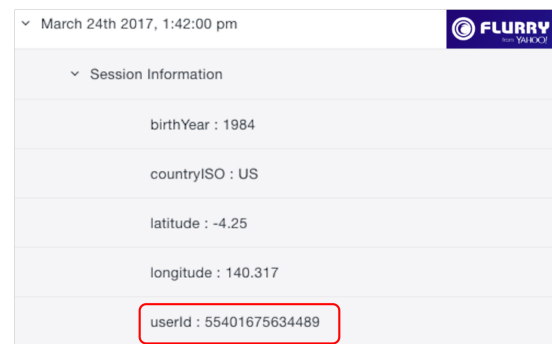 March 24th 2017, 1:42:00 pm
FLURRY
from YAHOO!
Session Information
birthYear : 1984
countryISO : US
latitude : -4.25
longitude : 140.317
userId : 55401675634489